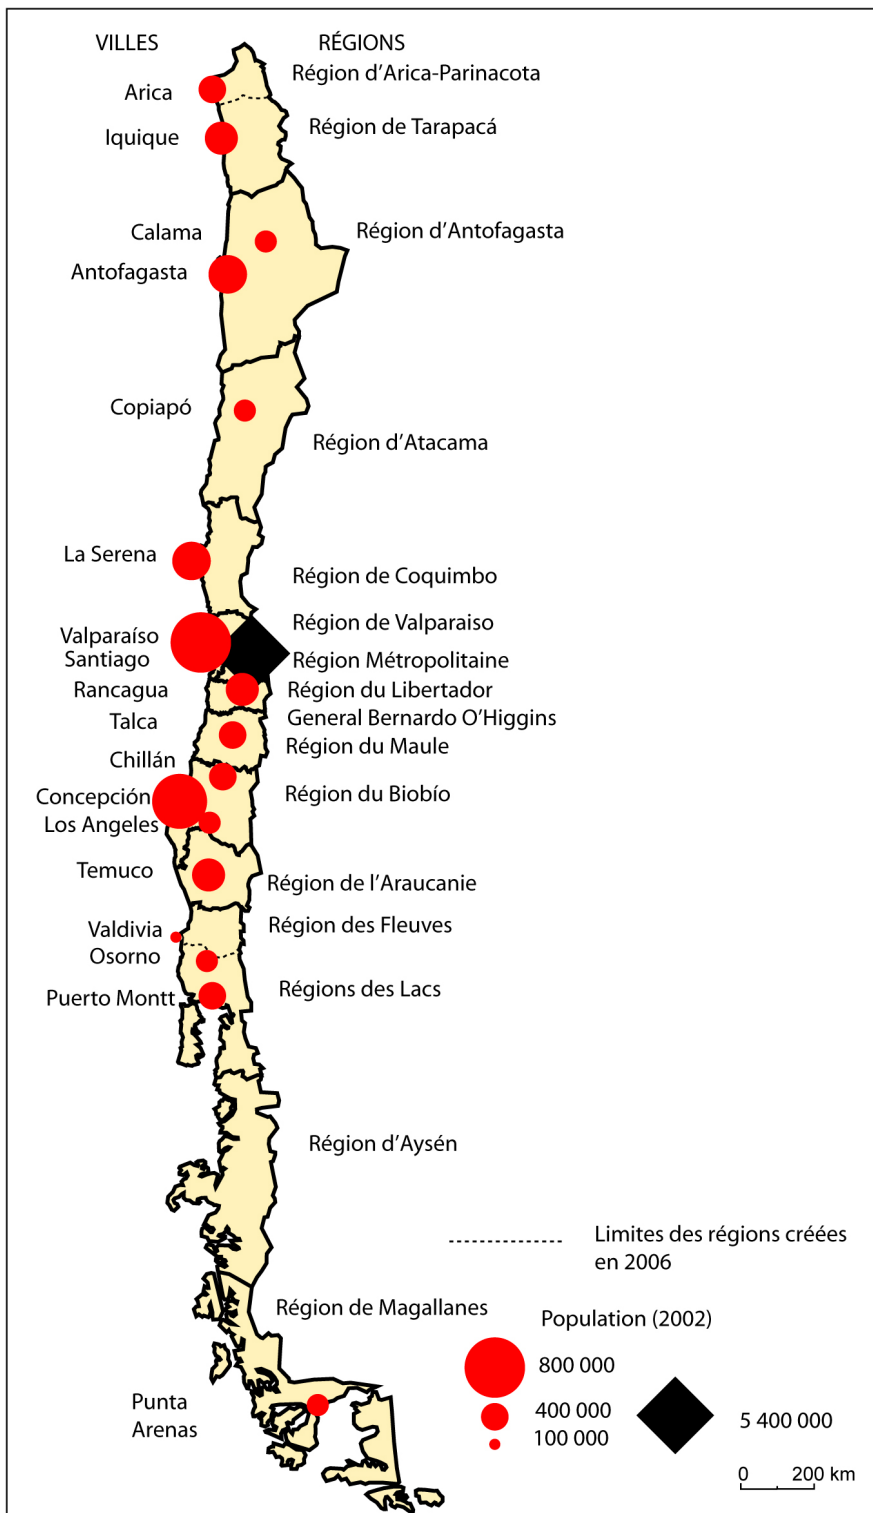 VILLES
RÉGIONS
Région d’Arica-Parinacota
Arica
Région de Tarapacá
Iquique
Calama
Région d’Antofagasta
Antofagasta
Copiapó
Région d’Atacama
La Serena
Région de Coquimbo
Région de Valparaiso
Valparaíso
Santiago
Région Métropolitaine
Rancagua
Région du Libertador
General Bernardo O’Higgins
Talca
Région du Maule
Chillán
Concepción
Région du Biobío
Los Angeles
Temuco
Région de l’Araucanie
Région des Fleuves
Valdivia
Osorno
Régions des Lacs
Puerto Montt
Région d’Aysén
Limites des régions créées
en 2006
Région de Magallanes
Population (2002)
800 000
400 000
100 000
5 400 000
Punta
Arenas
0
200 km